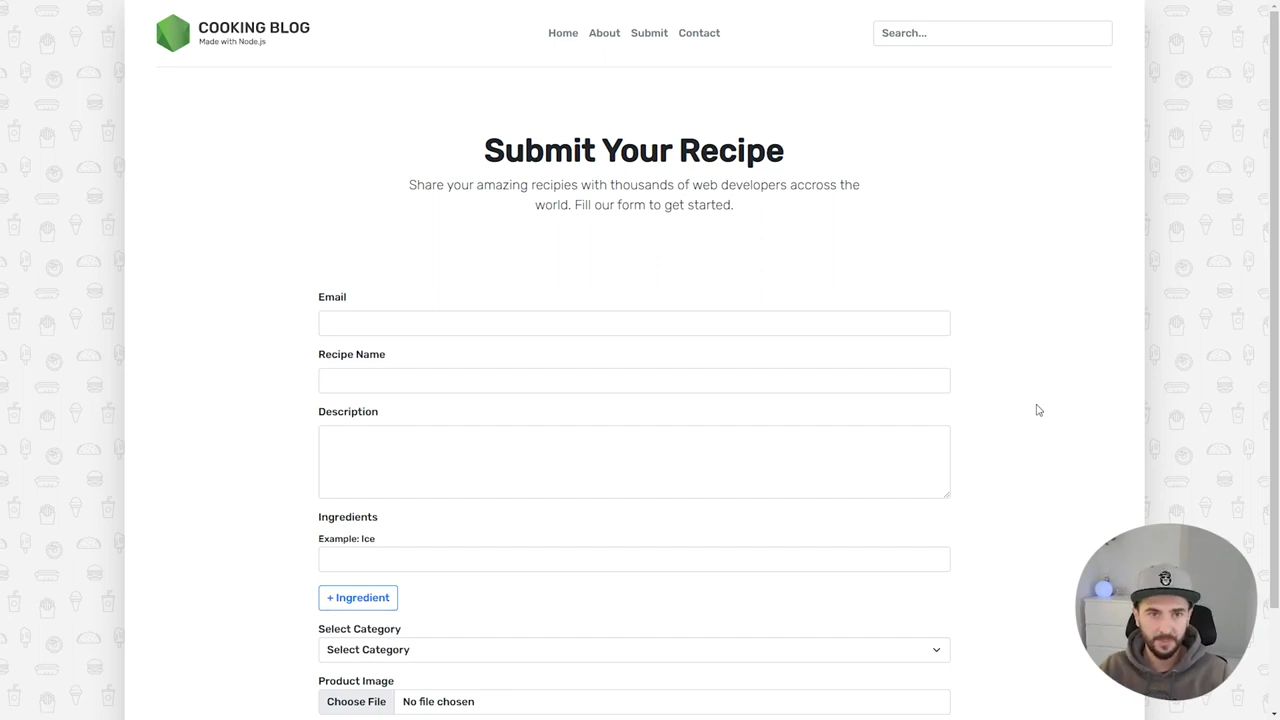 COOKING BLOG
Made with Node.js
Home About Submit Contact
Search...
Submit Your Recipe
Share your amazing recipies with thousands of web developers accross the
world. Fill our form to get started.
Email
Recipe Name
Description
Ingredients
Example: Ice
+ Ingredient
Select Category
Select Category
Product Image
Choose File No file chosen